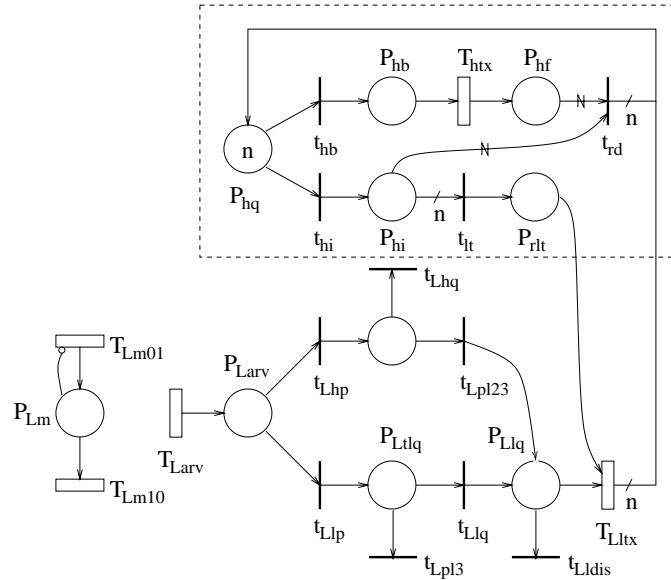 P_hb T_htx P_hf
N n
n t_hb t_rd
P_hq N
n
t_hi P_hi t_lt P_rlt
t_Lhq
T_Lm01 P_Larv
P_Lm t_Lhp t_Lpl23
P_Ltlq P_Llq
T_Larv
T_Lm10 n
t_Llp t_Llq T_Lltx
t_Lpl3 t_Lldis